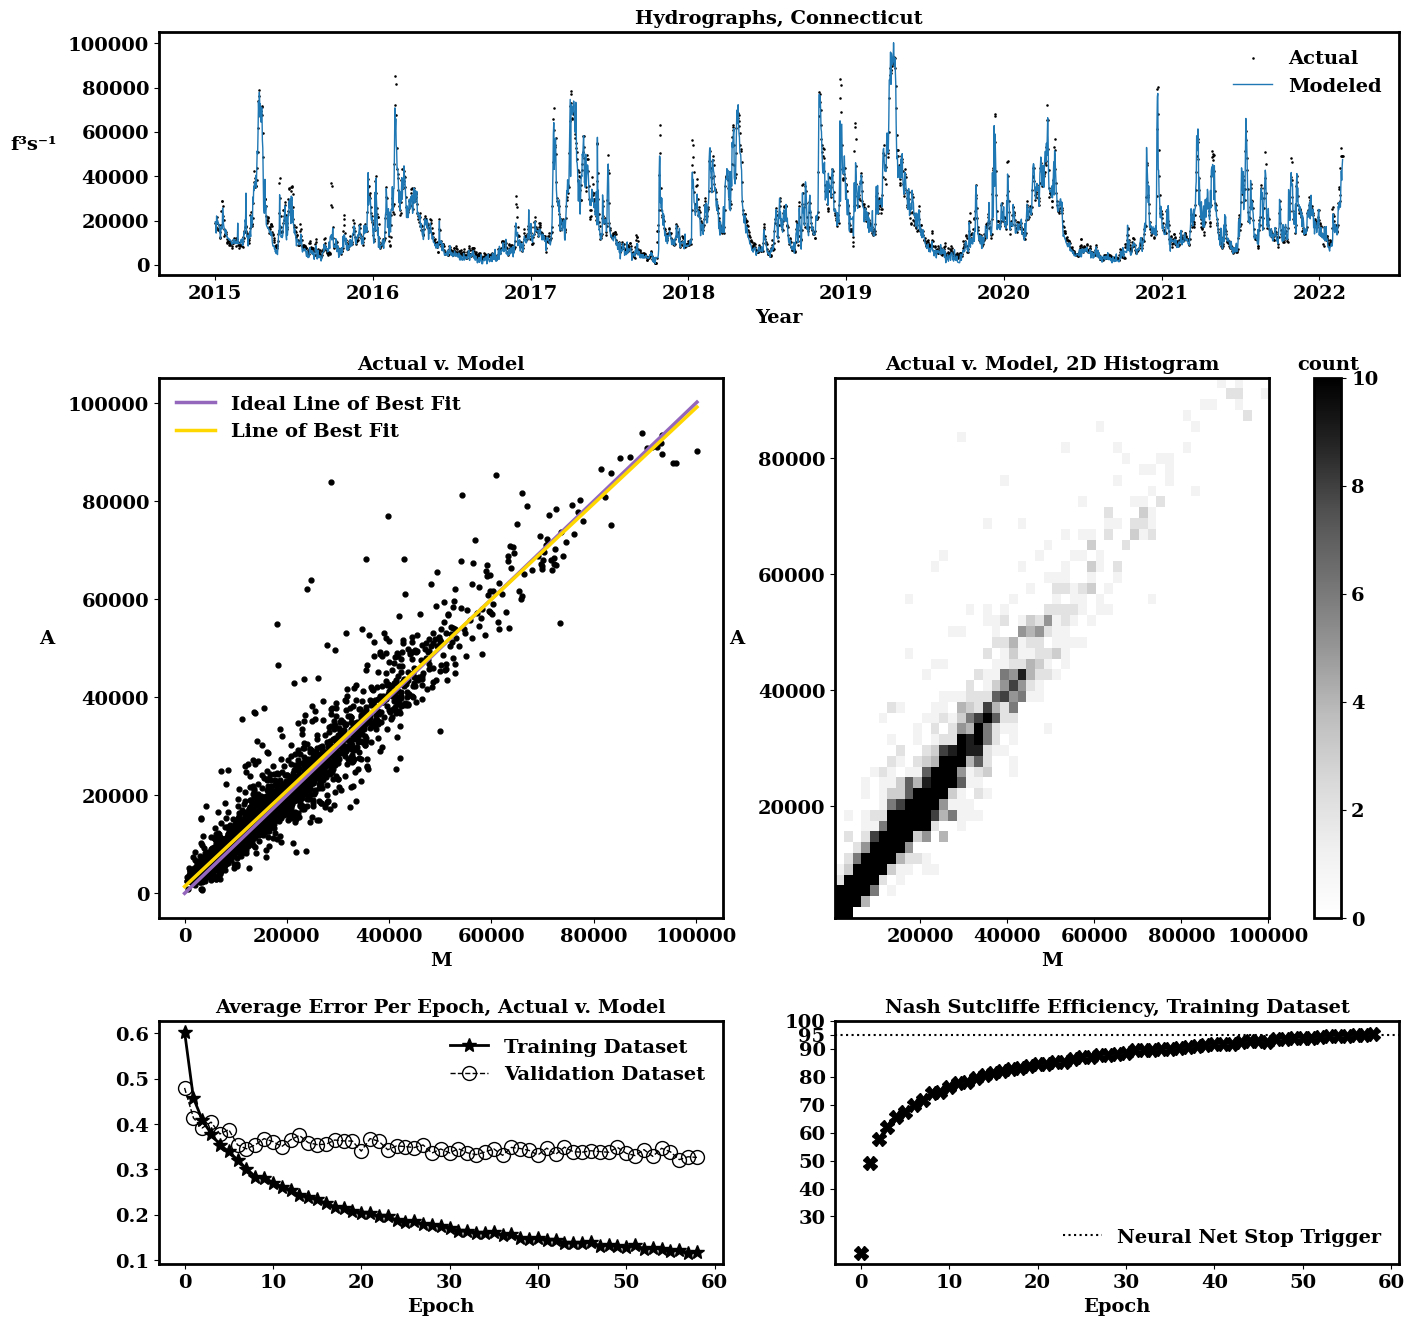 Hydrographs, Connecticut
100000
80000
60000
40000
20000
0
f³s⁻¹
Actual
Modeled
2015 2016 2017 2018 2019 2020 2021 2022
Year
Actual v. Model
100000
80000
60000
40000
20000
0
A
Ideal Line of Best Fit
Line of Best Fit
0 20000 40000 60000 80000 100000
M
Actual v. Model, 2D Histogram
80000
60000
40000
20000
A
20000 40000 60000 80000 100000
M
count
10
8
6
4
2
0
Average Error Per Epoch, Actual v. Model
0.6
0.5
0.4
0.3
0.2
0.1
Training Dataset
Validation Dataset
0 10 20 30 40 50 60
Epoch
Nash Sutcliffe Efficiency, Training Dataset
100
95
90
80
70
60
50
40
30
Neural Net Stop Trigger
0 10 20 30 40 50 60
Epoch